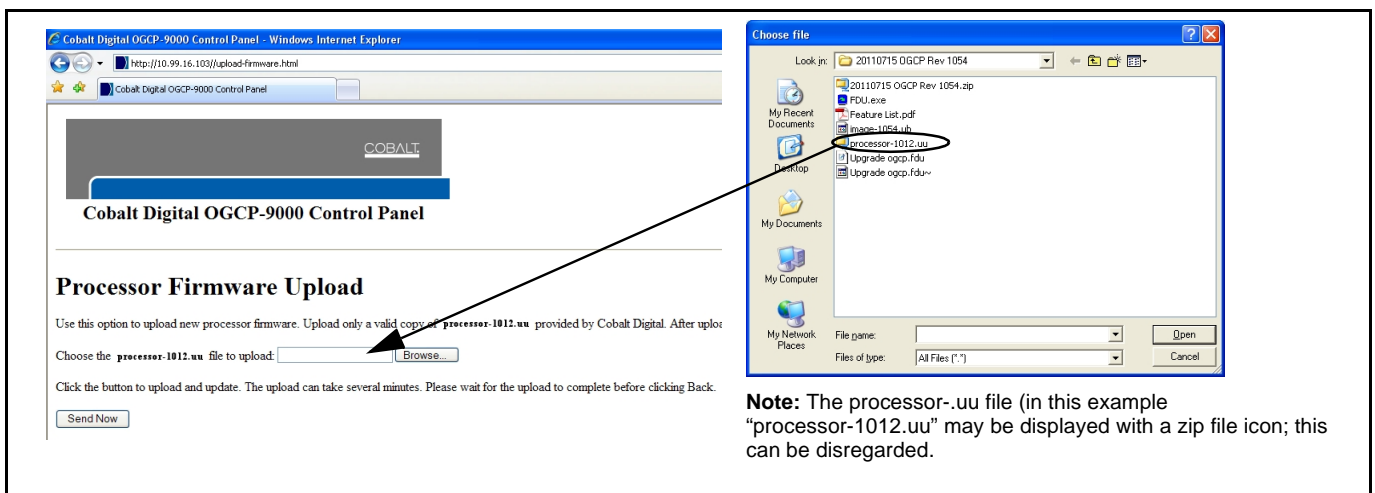 Cobalt Digital OGCP-9000 Control Panel - Windows Internet Explorer
http://10.99.16.103//upload-firmware.html
Cobalt Digital OGCP-9000 Control Panel
COBALT.
Cobalt Digital OGCP-9000 Control Panel
Processor Firmware Upload
Use this option to upload new processor firmware. Upload only a valid copy of processor-1012.uu provided by Cobalt Digital. After uploa
Choose the processor-1012.uu file to upload: Browse...
Click the button to upload and update. The upload can take several minutes. Please wait for the upload to complete before clicking Back.
Send Now
Choose file
Look in: 20110715 OGCP Rev 1054
My Recent
Documents
Desktop
My Documents
My Computer
My Network
Places
20110715 OGCP Rev 1054.zip
FDU.exe
Feature List.pdf
image-1054.ub
processor-1012.uu
Upgrade ogcp.fdu
Upgrade ogcp.fdu~
File name: Open
Files of type: All Files (*.*) Cancel
Note: The processor-.uu file (in this example
“processor-1012.uu” may be displayed with a zip file icon; this
can be disregarded.